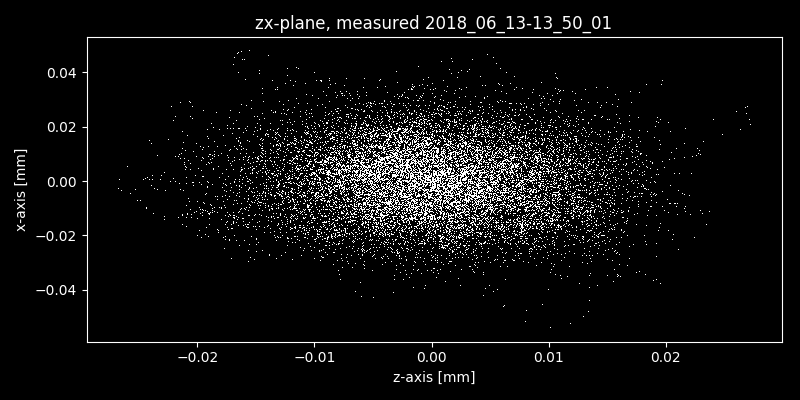 zx-plane, measured 2018_06_13-13_50_01
0.04
0.02
0.00
−0.02
−0.04
x-axis [mm]
−0.02 −0.01 0.00 0.01 0.02
z-axis [mm]